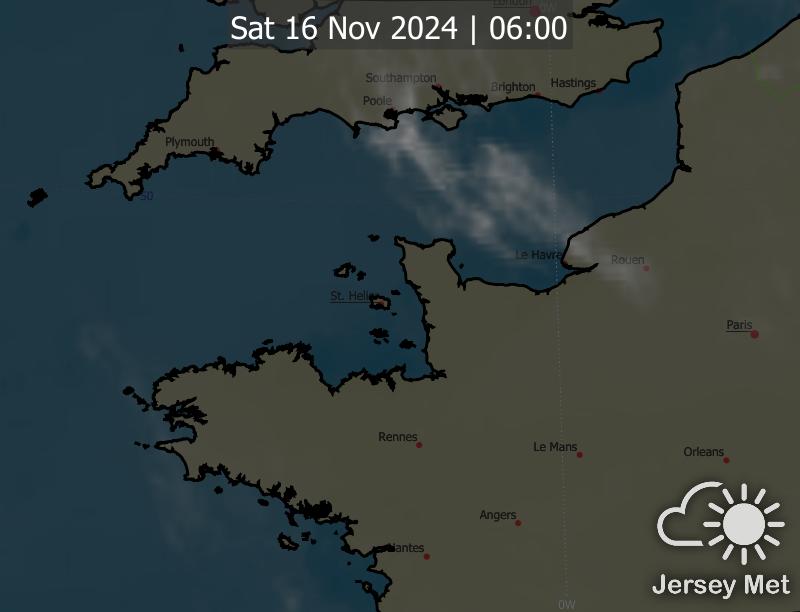 London
0W
Sat 16 Nov 2024 | 06:00
Southampton
Brighton
Hastings
Poole
Plymouth
50
Le Havre
Rouen
St. Helier
Paris
Rennes
Le Mans
Orleans
Angers
Nantes
Jersey Met
0W